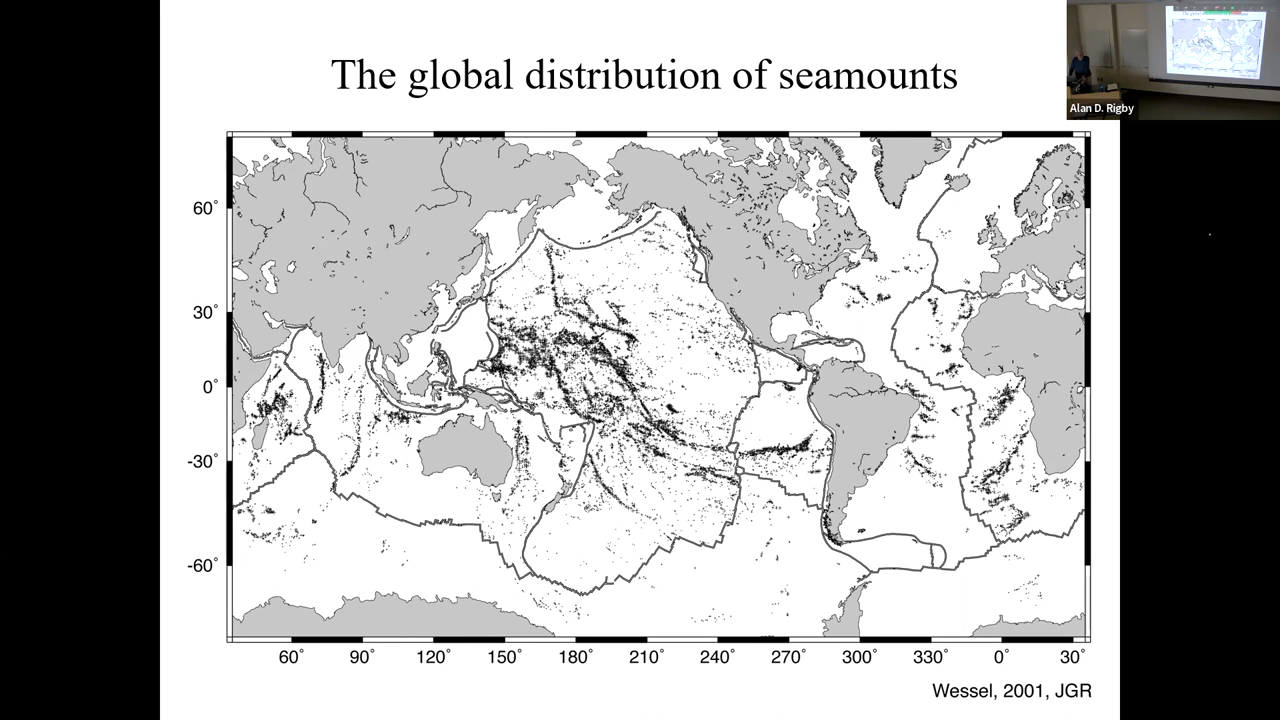 The global distribution of seamounts
Alan D. Rigby
60°
30°
0°
-30°
-60°
60° 90° 120° 150° 180° 210° 240° 270° 300° 330° 0° 30°
Wessel, 2001, JGR